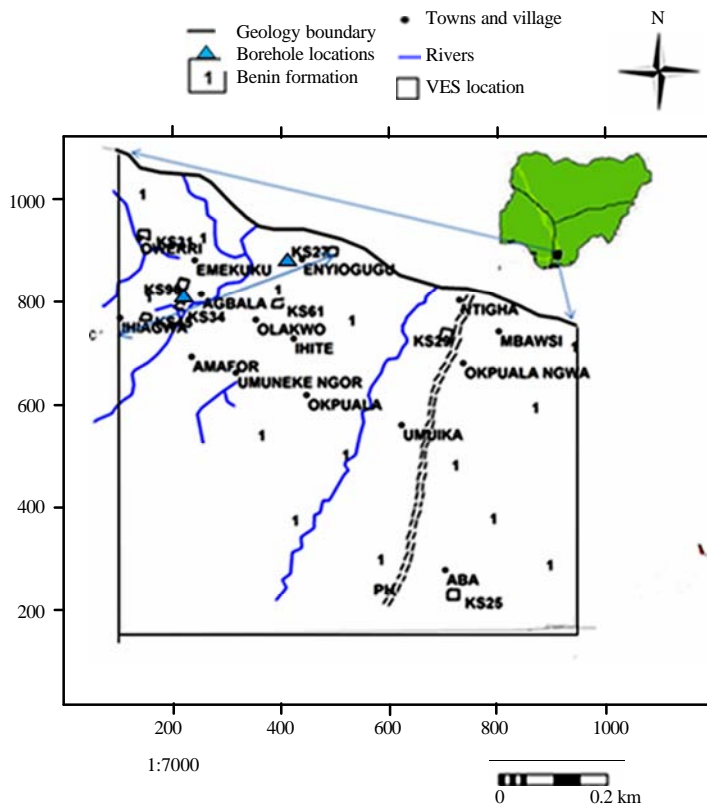 Geology boundary
Borehole locations
1 Benin formation
Towns and village
Rivers
VES location
N
1000
800
600
400
200
1
1
KS31
OWERRI
EMEKUKU
KS27
ENYIOGUGU
KS96
1
AGBALA
1
KS61
KS34
IHIAGWA
OLAKWO
1
IHITE
NTIGHA
KS29
MBAWSI
1
AMAFOR
UMUNEKE NGOR
OKPUALA
OKPUALA NGWA
1
UMUIKA
1
1
1
1
1
1
1
PH
ABA
KS25
200
400
600
800
1000
1:7000
0
0.2 km